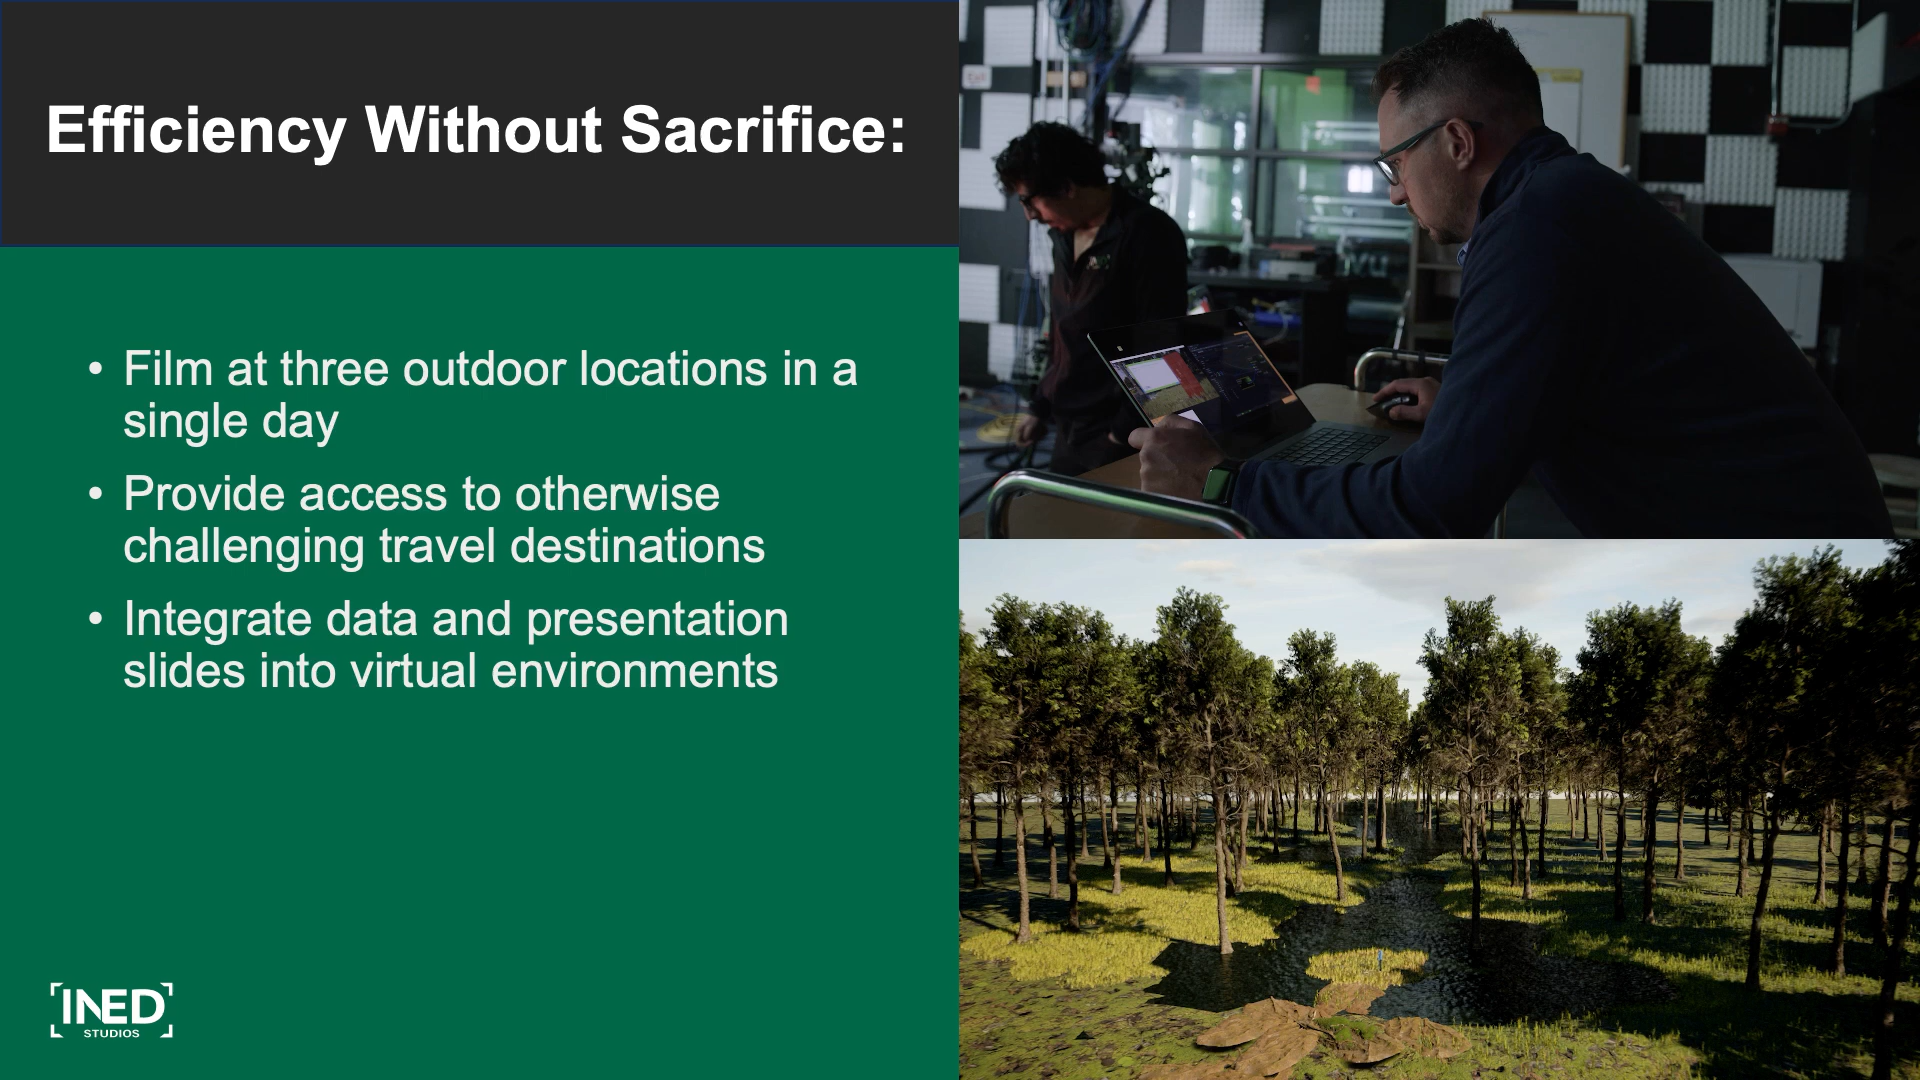 Efficiency Without Sacrifice:
• Film at three outdoor locations in a
single day
• Provide access to otherwise
challenging travel destinations
• Integrate data and presentation
slides into virtual environments
INED
STUDIOS